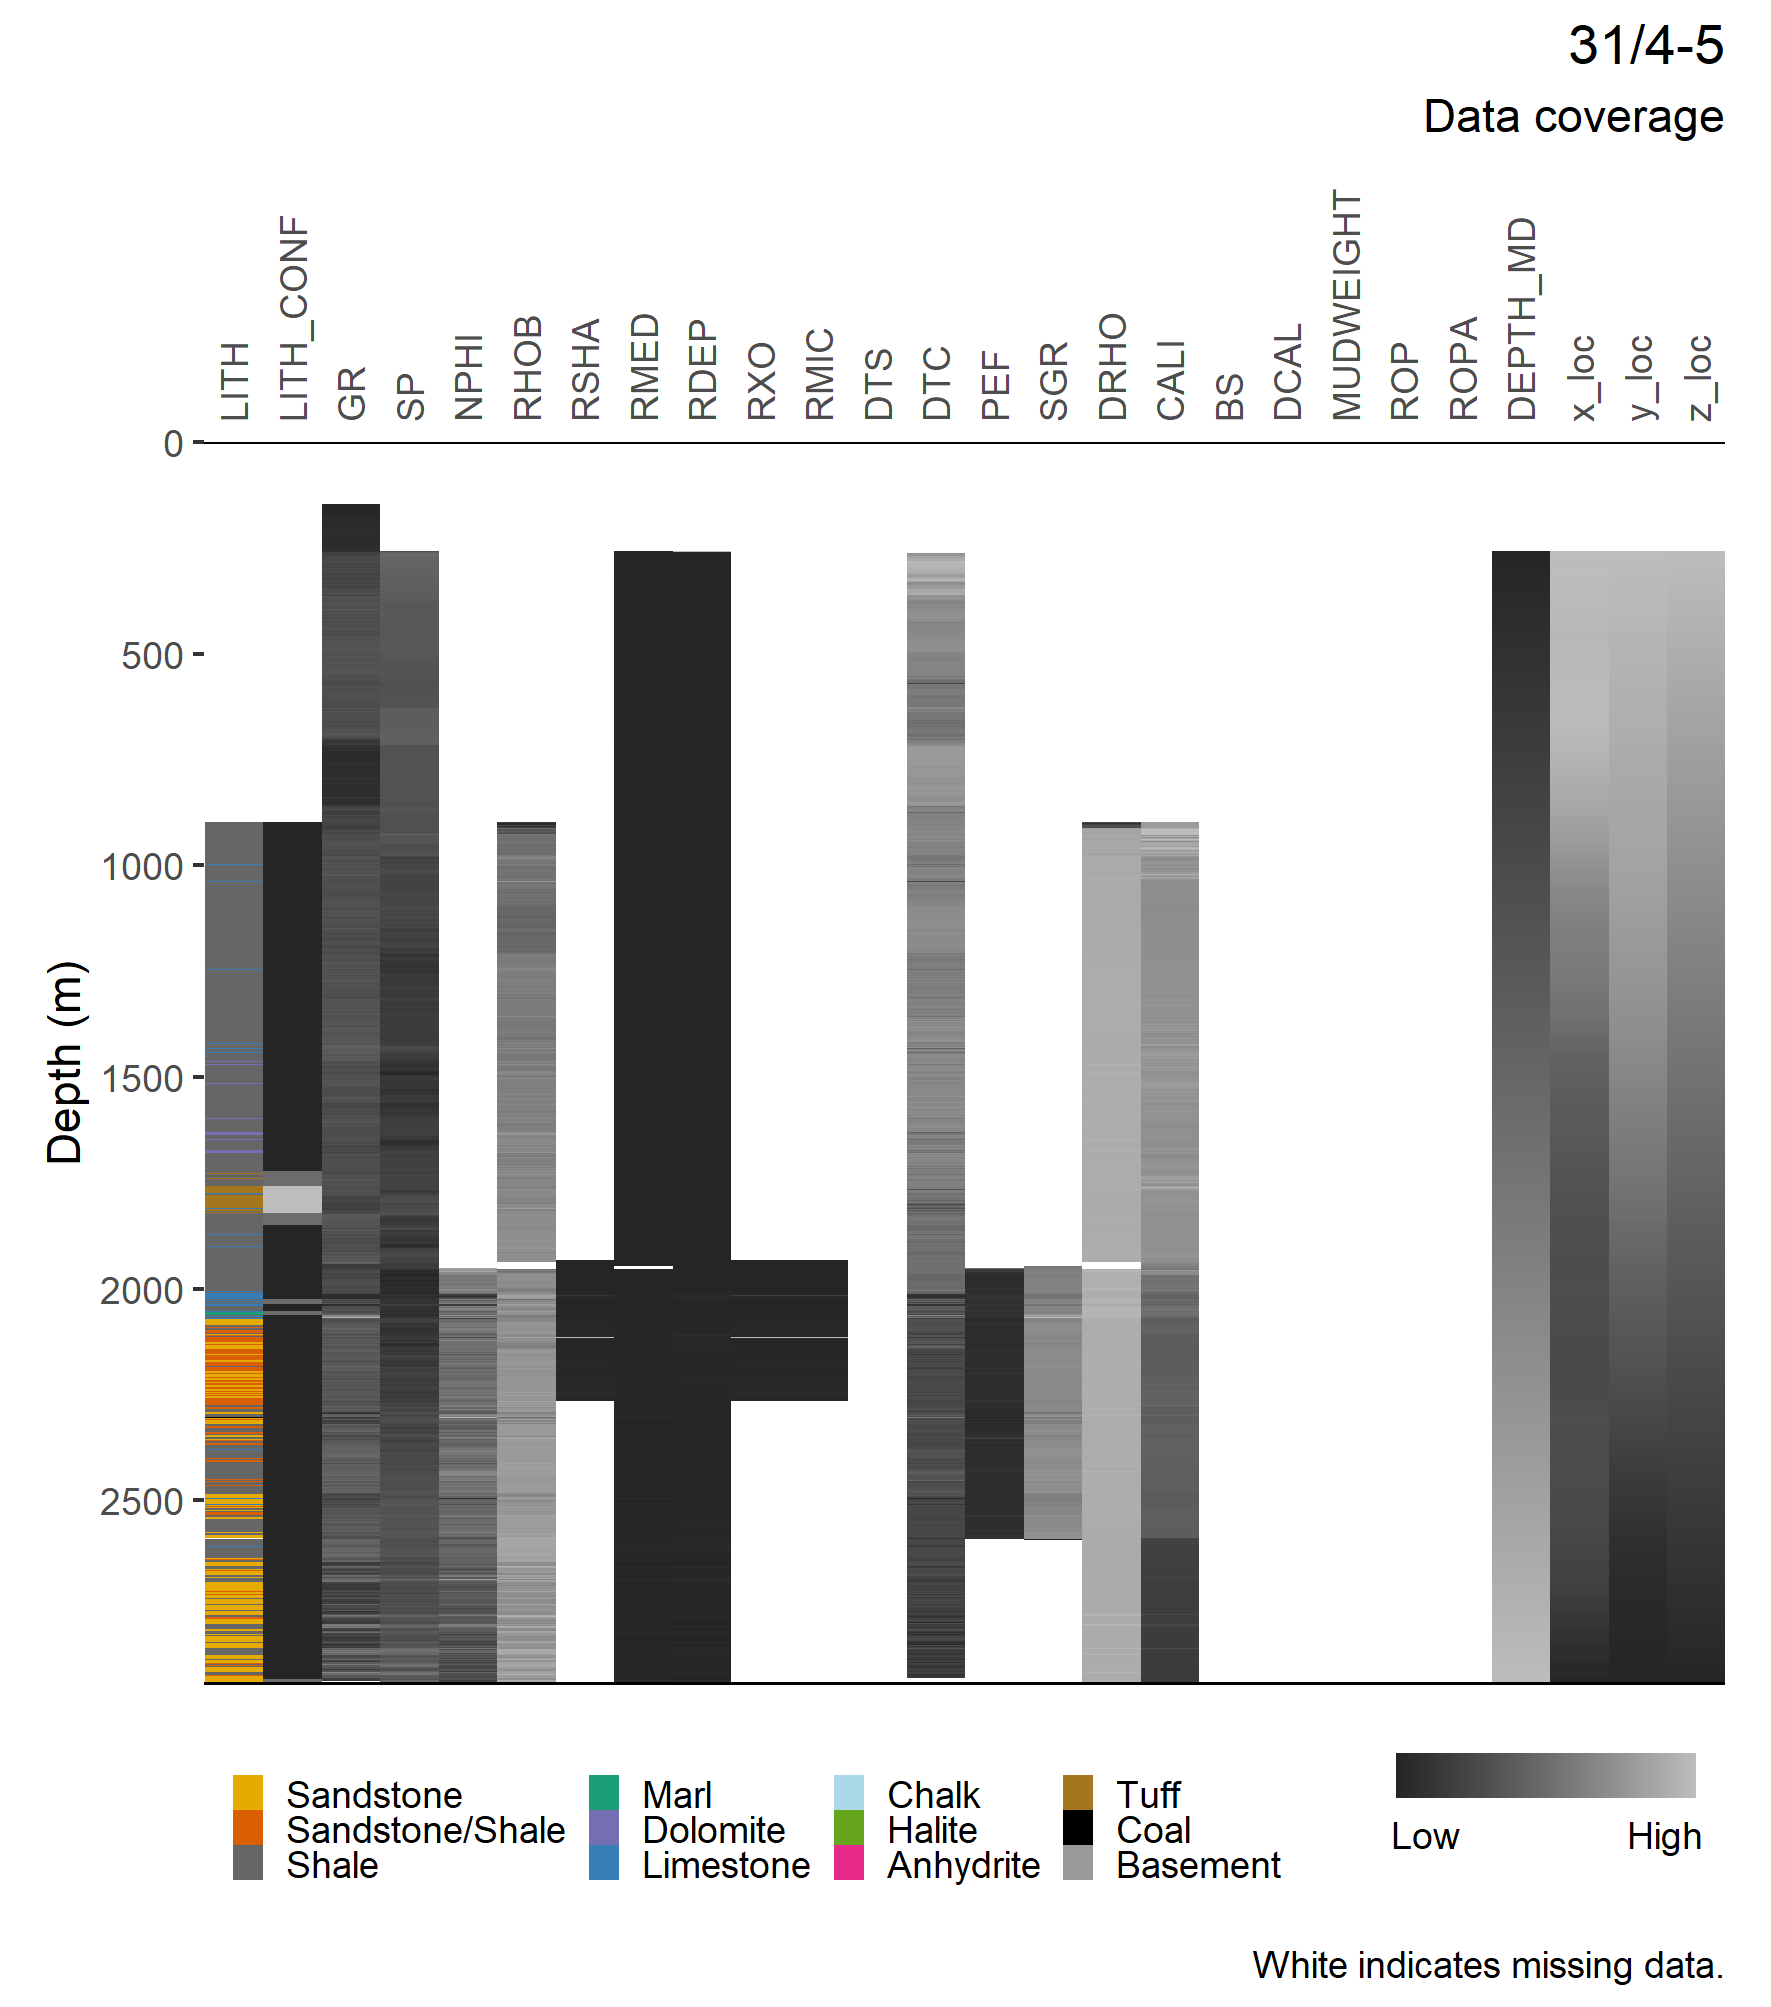 31/4-5
Data coverage
LITH
LITH_CONF
GR
SP
NPHI
RHOB
RSHA
RMED
RDEP
RXO
RMIC
DTS
DTC
PEF
SGR
DRHO
CALI
BS
DCAL
MUDWEIGHT
ROP
ROPA
DEPTH_MD
x_loc
y_loc
z_loc
0
500
1000
1500
2000
2500
Depth (m)
Sandstone
Sandstone/Shale
Shale
Marl
Dolomite
Limestone
Chalk
Halite
Anhydrite
Tuff
Coal
Basement
Low
High
White indicates missing data.